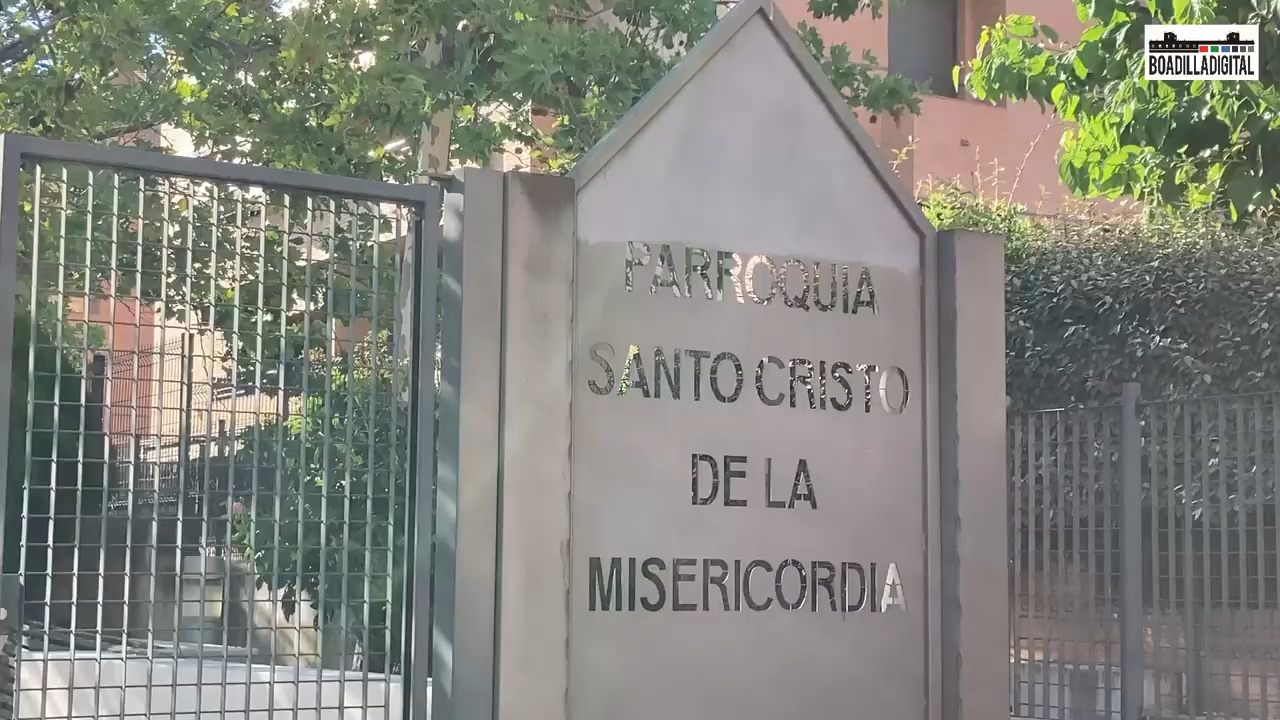 BOADILLADIGITAL
PARROQUIA
SANTO CRISTO
DE LA
MISERICORDIA